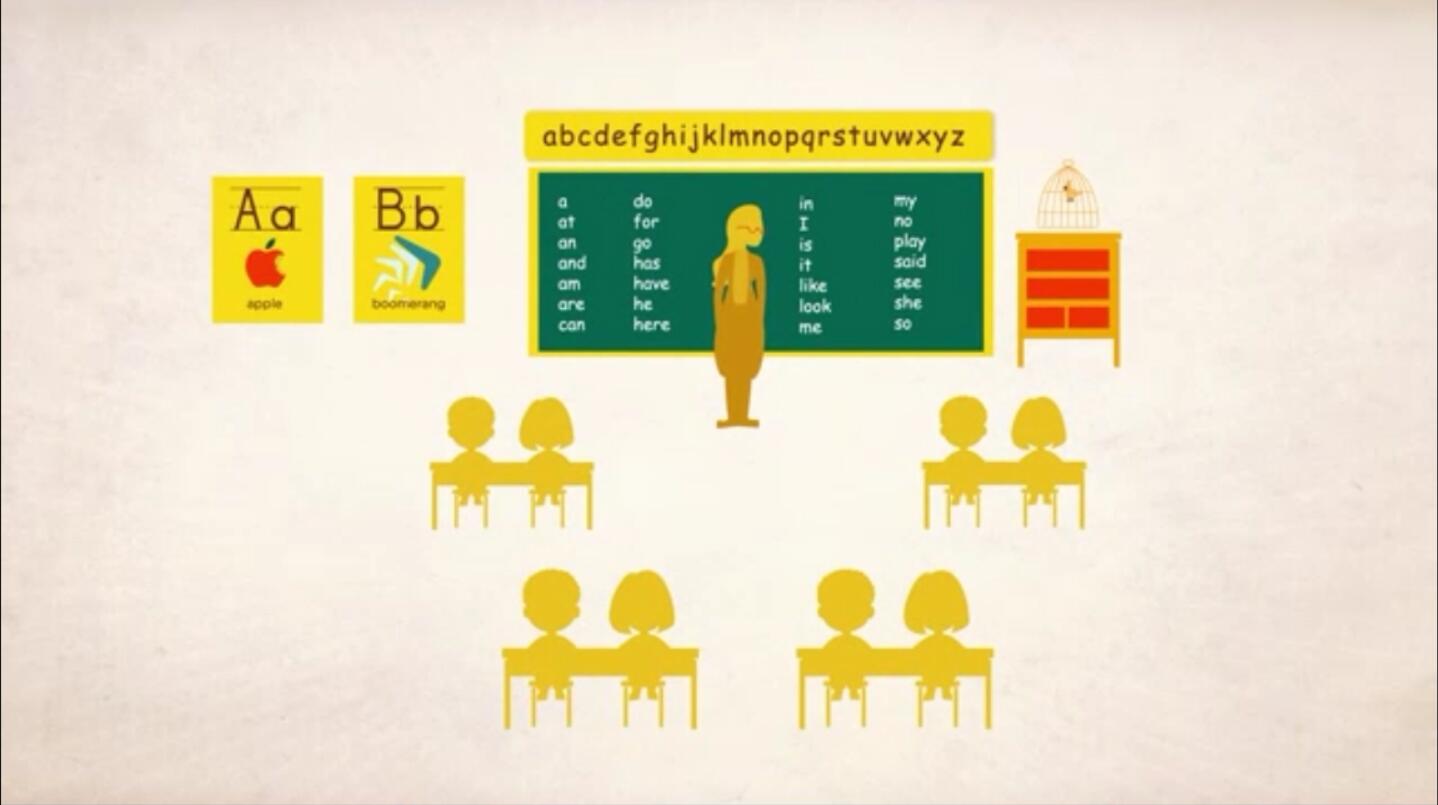 abcdefghijklmnopqrstuvwxyz
Aa
apple
Bb
boomerang
a do in my
at for I no
an go is play
and has it said
am have like see
are he look she
can here me so